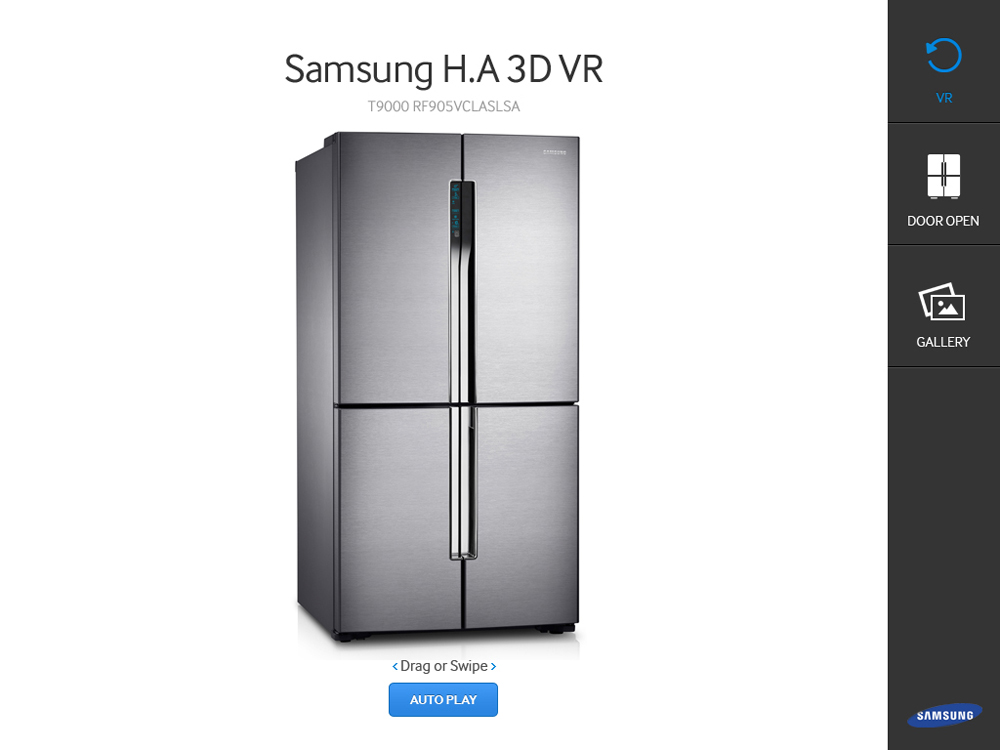 Samsung H.A 3D VR
T9000 RF905VCLASLSA
SAMSUNG
‹ Drag or Swipe ›
AUTO PLAY
VR
DOOR OPEN
GALLERY
SAMSUNG